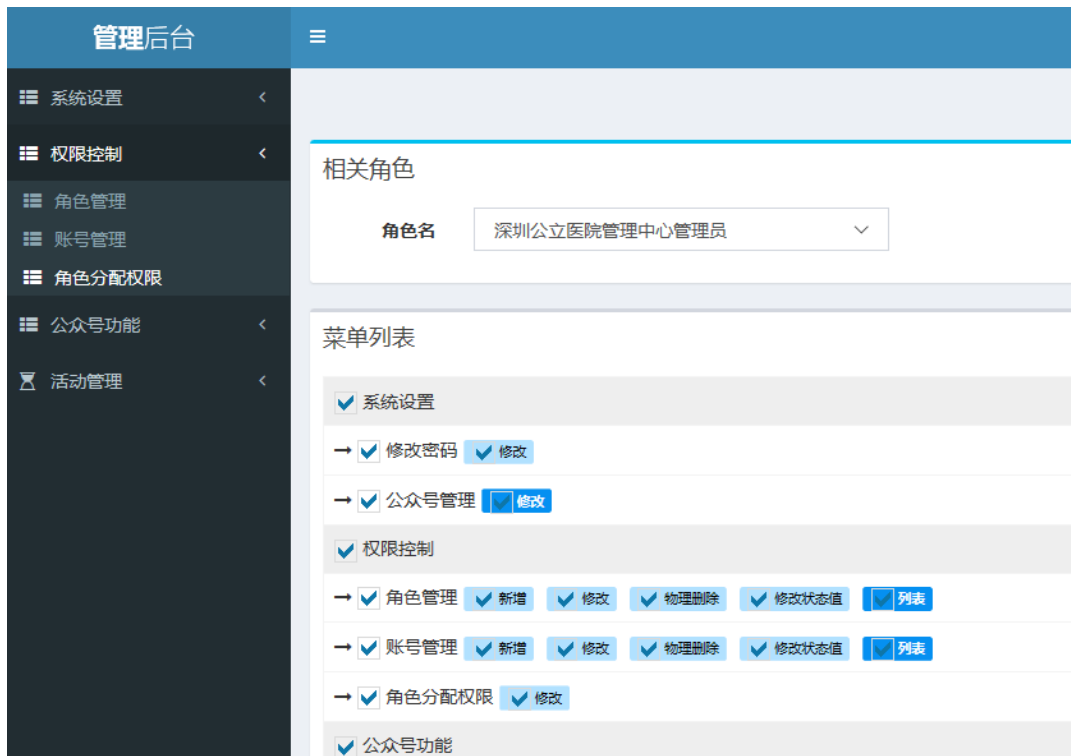 管理后台
系统设置
权限控制
角色管理
账号管理
角色分配权限
公众号功能
活动管理
相关角色
角色名 深圳公立医院管理中心管理员
菜单列表
系统设置
修改密码 修改
公众号管理 修改
权限控制
角色管理 新增 修改 物理删除 修改状态值 列表
账号管理 新增 修改 物理删除 修改状态值 列表
角色分配权限 修改
公众号功能